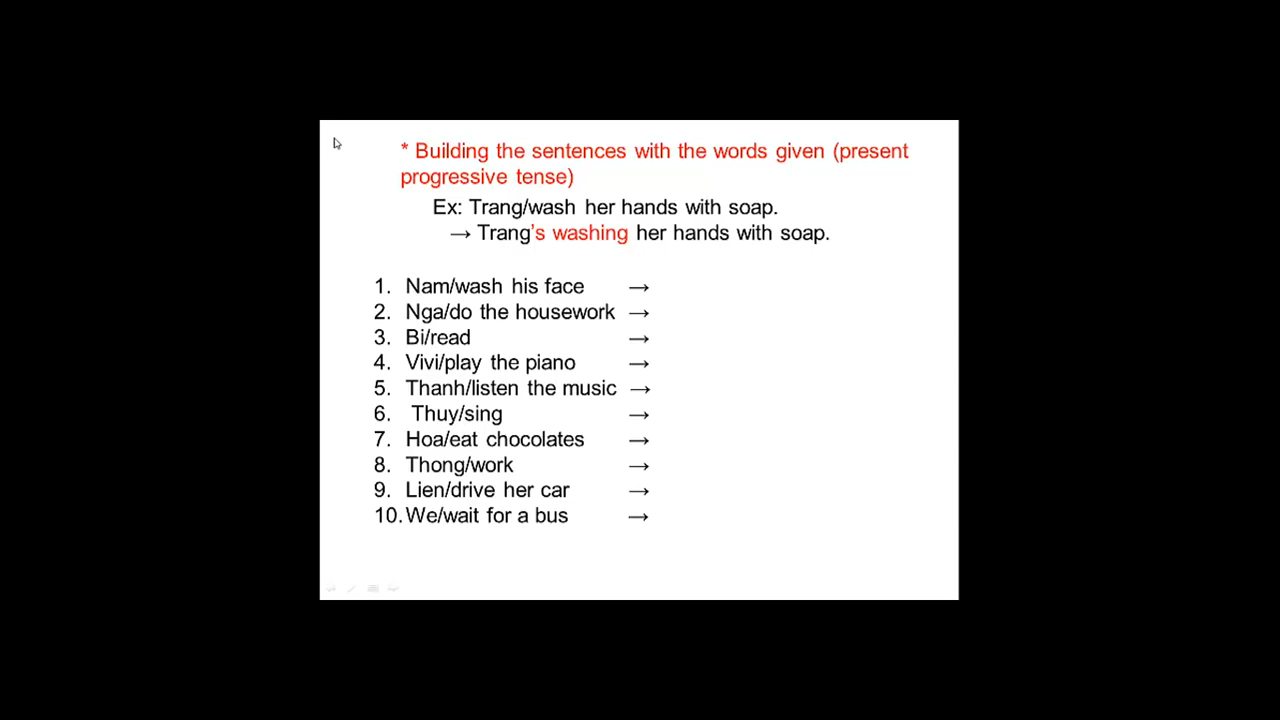 * Building the sentences with the words given (present
progressive tense)
Ex: Trang/wash her hands with soap.
→ Trang's washing her hands with soap.
1. Nam/wash his face →
2. Nga/do the housework →
3. Bi/read →
4. Vivi/play the piano →
5. Thanh/listen the music →
6. Thuy/sing →
7. Hoa/eat chocolates →
8. Thong/work →
9. Lien/drive her car →
10. We/wait for a bus →